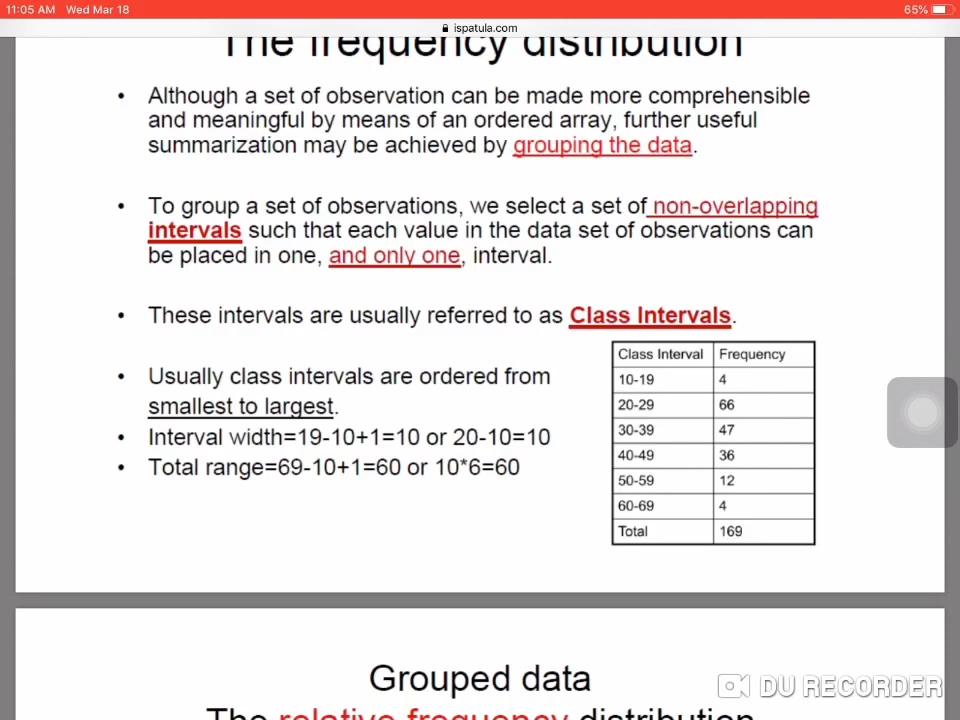 11:05 AM Wed Mar 18
65%
ispatula.com
The frequency distribution
• Although a set of observation can be made more comprehensible
and meaningful by means of an ordered array, further useful
summarization may be achieved by grouping the data.
• To group a set of observations, we select a set of non-overlapping
intervals such that each value in the data set of observations can
be placed in one, and only one, interval.
• These intervals are usually referred to as Class Intervals.
• Usually class intervals are ordered from
smallest to largest.
• Interval width=19-10+1=10 or 20-10=10
• Total range=69-10+1=60 or 10*6=60
Class Interval Frequency
10-19 4
20-29 66
30-39 47
40-49 36
50-59 12
60-69 4
Total 169
Grouped data
The relative frequency distribution
DU RECORDER